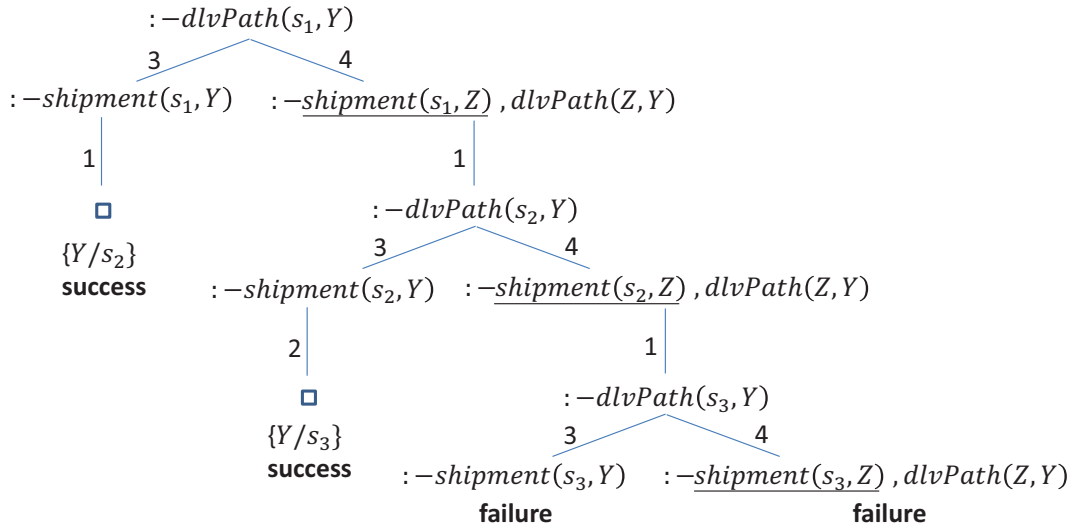 :-dlvPath(s₁,Y)
3 4
:-shipment(s₁,Y) :-shipment(s₁,Z),dlvPath(Z,Y)
1 1
:-dlvPath(s₂,Y)
{Y/s₂}
success
3 4
:-shipment(s₂,Y) :-shipment(s₂,Z),dlvPath(Z,Y)
2 1
:-dlvPath(s₃,Y)
{Y/s₃}
success
3 4
:-shipment(s₃,Y) :-shipment(s₃,Z),dlvPath(Z,Y)
failure failure